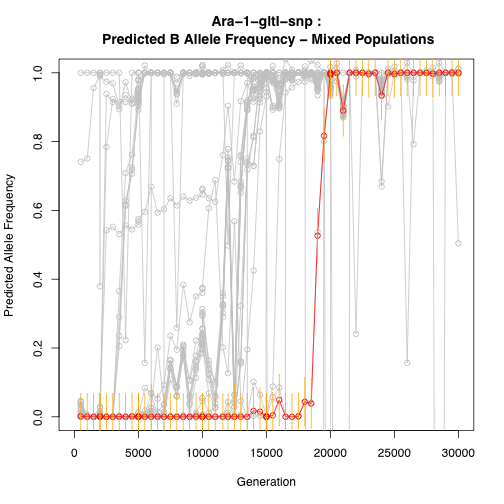 Ara−1−gltI−snp :
Predicted B Allele Frequency − Mixed Populations
Predicted Allele Frequency
1.0
0.8
0.6
0.4
0.2
0.0
0 5000 10000 15000 20000 25000 30000
Generation